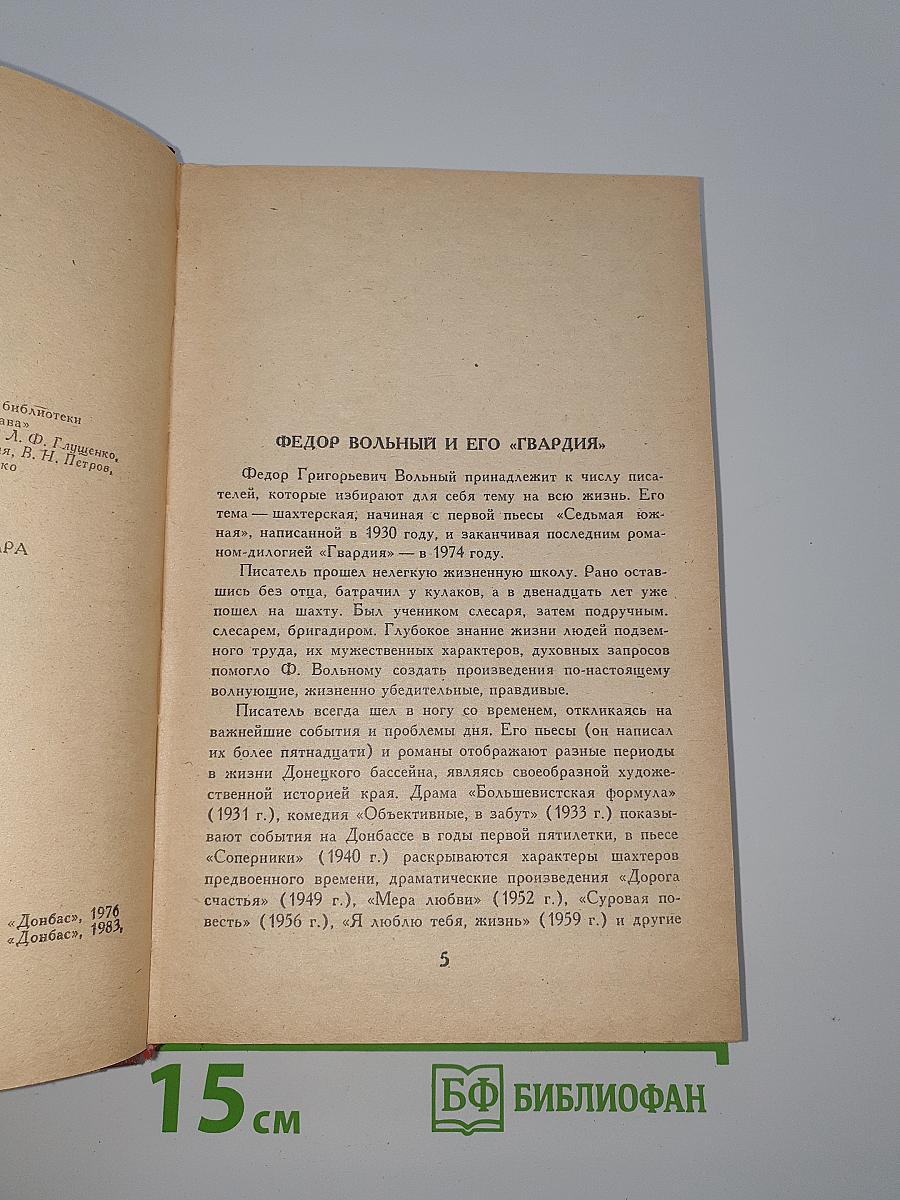 библиотеки
Л. Ф. Глущенко,
В. Н. Петров,
«Донбас», 1976
«Донбас», 1983,
ФЕДОР ВОЛЬНЫЙ И ЕГО «ГВАРДИЯ»
Федор Григорьевич Вольный принадлежит к числу писа-
телей, которые избирают для себя тему на всю жизнь. Его
тема — шахтерская, начиная с первой пьесы «Седьмая юж-
ная», написанной в 1930 году, и заканчивая последним рома-
ном-дилогией «Гвардия» — в 1974 году.
Писатель прошел нелегкую жизненную школу. Рано остав-
шись без отца, батрачил у кулаков, а в двенадцать лет уже
пошел на шахту. Был учеником слесаря, затем подручным.
слесарем, бригадиром. Глубокое знание жизни людей подзем-
ного труда, их мужественных характеров, духовных запросов
помогло Ф. Вольному создать произведения по-настоящему
волнующие, жизненно убедительные, правдивые.
Писатель всегда шел в ногу со временем, откликаясь на
важнейшие события и проблемы дня. Его пьесы (он написал
их более пятнадцати) и романы отображают разные периоды
в жизни Донецкого бассейна, являясь своеобразной художе-
ственной историей края. Драма «Большевистская формула»
(1931 г.), комедия «Объективные, в забут» (1933 г.) показы-
вают события на Донбассе в годы первой пятилетки, в пьесе
«Соперники» (1940 г.) раскрываются характеры шахтеров
предвоенного времени, драматические произведения «Дорога
счастья» (1949 г.), «Мера любви» (1952 г.), «Суровая по-
весть» (1956 г.), «Я люблю тебя, жизнь» (1959 г.) и другие
5
15 см
БФ БИБЛИОФАН